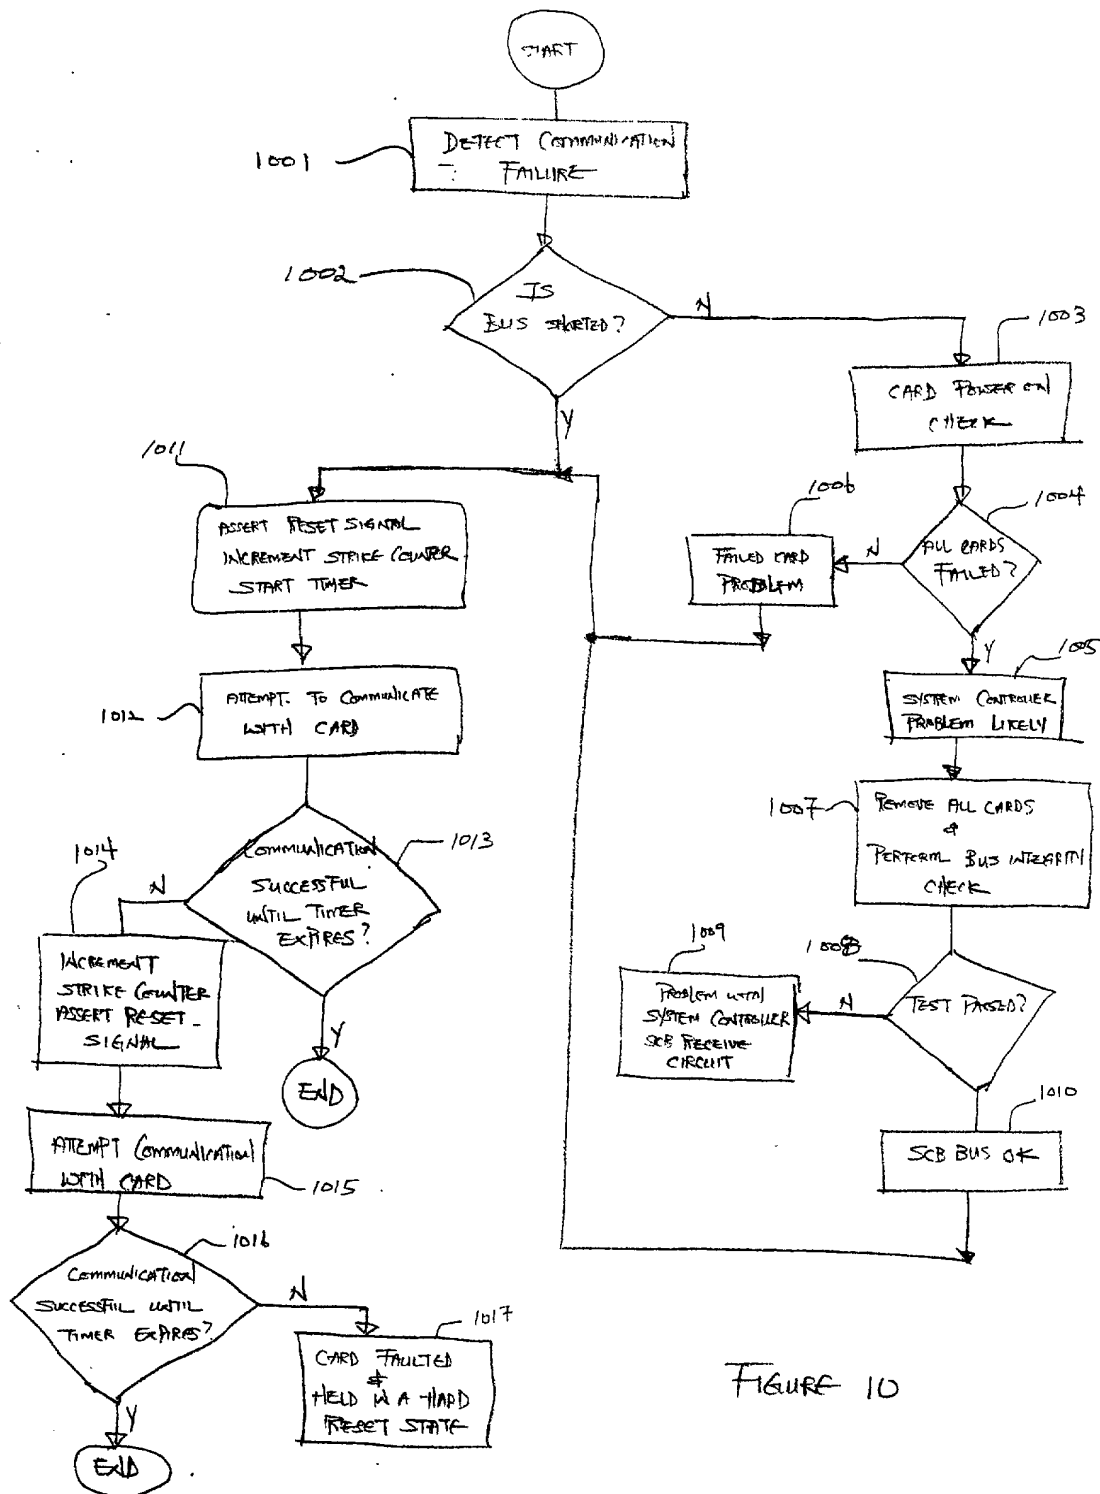 START
1001
DETECT COMMUNICATION
FAILURE
1002
IS
BUS SHORTED?
N
Y
1003
CARD POWER ON
CHECK
1004
ALL CARDS
FAILED?
N
Y
1006
FAILED CARD
PROBLEM
1005
SYSTEM CONTROLLER
PROBLEM LIKELY
1007
REMOVE ALL CARDS
&
PERFORM BUS INTEGRITY
CHECK
1008
TEST PASSED?
N
1009
PROBLEM WITH
SYSTEM CONTROLLER
SCB RECEIVE
CIRCUIT
1010
SCB BUS OK
1011
ASSERT RESET SIGNAL
INCREMENT STRIKE COUNTER
START TIMER
1012
ATTEMPT TO COMMUNICATE
WITH CARD
1013
COMMUNICATION
SUCCESSFUL
UNTIL TIMER
EXPIRES?
N
Y
END
1014
INCREMENT
STRIKE COUNTER
ASSERT RESET
SIGNAL
ATTEMPT COMMUNICATION
WITH CARD
1015
1016
COMMUNICATION
SUCCESSFUL UNTIL
TIMER EXPIRES?
N
Y
END
1017
CARD FAULTED
&
HELD IN A HARD
RESET STATE
FIGURE 10